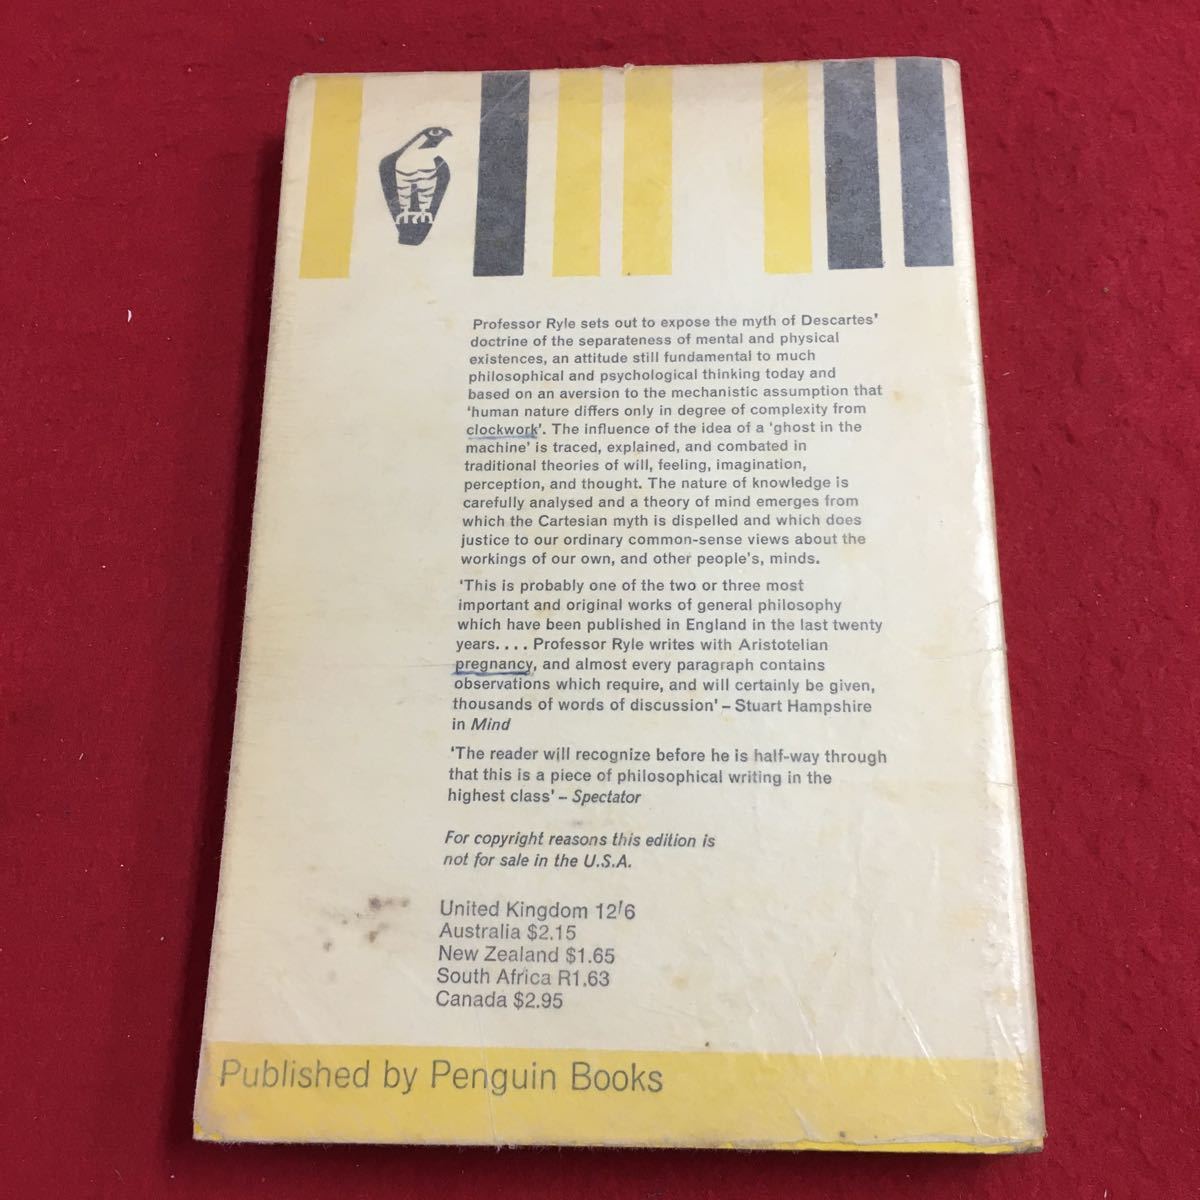 Professor Ryle sets out to expose the myth of Descartes'
doctrine of the separateness of mental and physical
existences, an attitude still fundamental to much
philosophical and psychological thinking today and
based on an aversion to the mechanistic assumption that
'human nature differs only in degree of complexity from
clockwork'. The influence of the idea of a 'ghost in the
machine' is traced, explained, and combated in
traditional theories of will, feeling, imagination,
perception, and thought. The nature of knowledge is
carefully analysed and a theory of mind emerges from
which the Cartesian myth is dispelled and which does
justice to our ordinary common-sense views about the
workings of our own, and other people's, minds.
'This is probably one of the two or three most
important and original works of general philosophy
which have been published in England in the last twenty
years.... Professor Ryle writes with Aristotelian
pregnancy, and almost every paragraph contains
observations which require, and will certainly be given,
thousands of words of discussion' – Stuart Hampshire
in Mind
'The reader will recognize before he is half-way through
that this is a piece of philosophical writing in the
highest class' – Spectator
For copyright reasons this edition is
not for sale in the U.S.A.
United Kingdom 12/6
Australia $2.15
New Zealand $1.65
South Africa R1.63
Canada $2.95
Published by Penguin Books